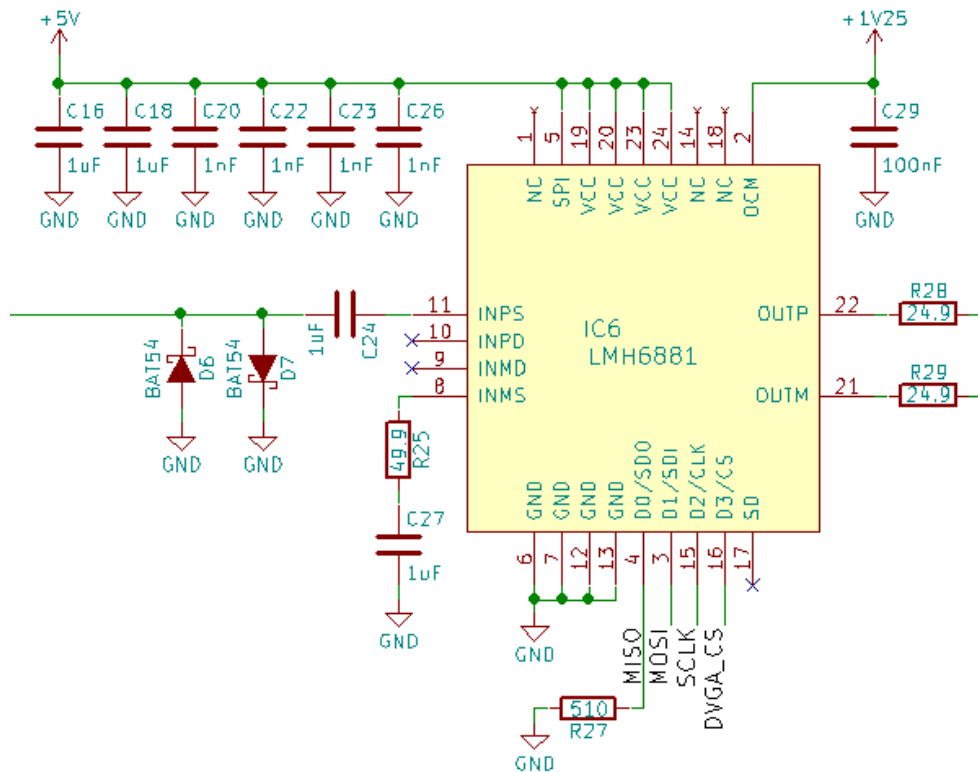 +5V
+1V25
C16
C18
C20
C22
C23
C26
C29
1uF
1uF
1nF
1nF
1nF
1nF
100nF
GND
GND
GND
GND
GND
GND
GND
1
5
19
20
23
24
14
18
2
NC
SPI
VCC
VCC
VCC
VCC
NC
NC
OCM
11
INPS
10
INPD
9
INMD
8
INMS
IC6
LMH6881
OUTP
22
OUTM
21
R28
24.9
R29
24.9
1uF
C24
BAT54
D6
BAT54
D7
GND
GND
49.9
R25
C27
1uF
GND
GND
GND
GND
GND
D0/SDO
D1/SDI
D2/CLK
D3/CS
SD
6
7
12
13
4
3
15
16
17
GND
MISO
MOSI
SCLK
DVGA_CS
510
R27
GND